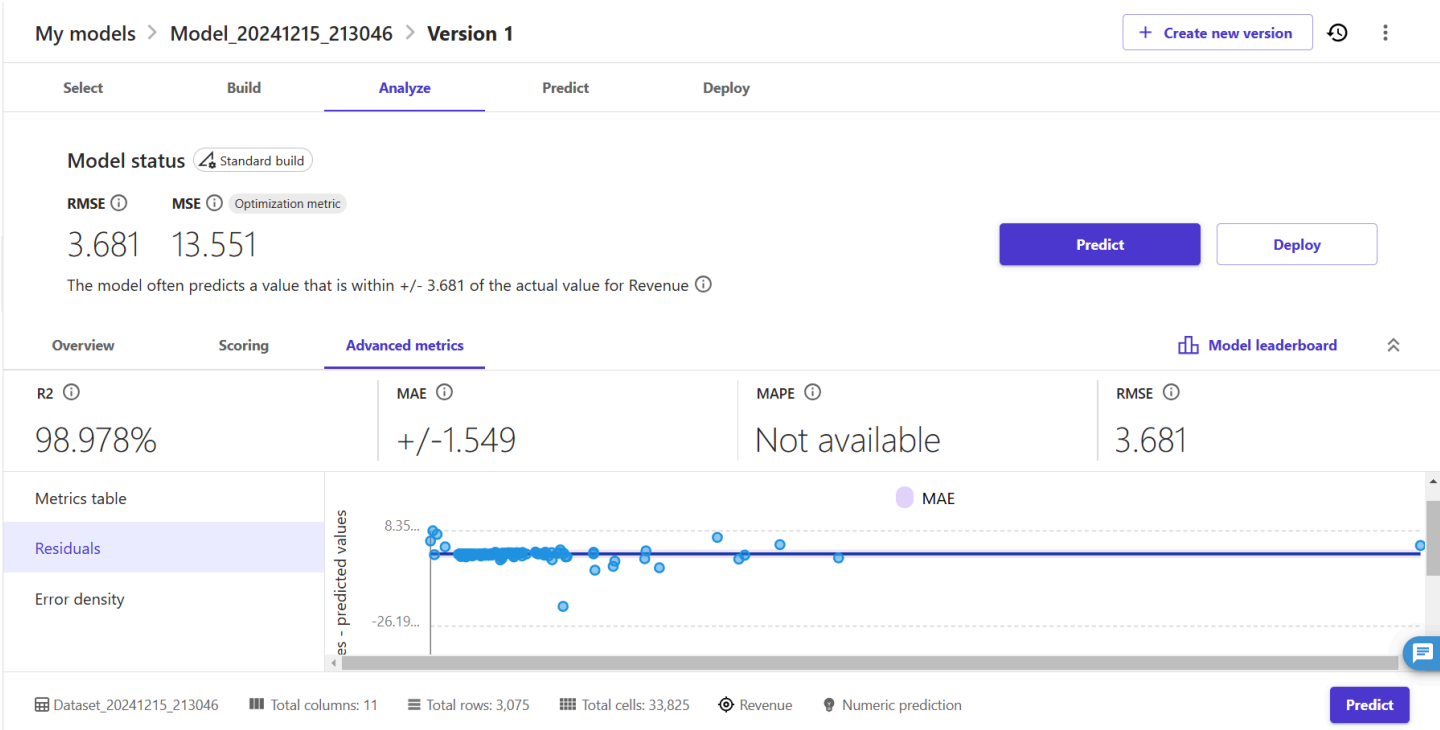 My models > Model_20241215_213046 > Version 1
+ Create new version
Select Build Analyze Predict Deploy
Model status Standard build
RMSE MSE Optimization metric
3.681 13.551
Predict Deploy
The model often predicts a value that is within +/- 3.681 of the actual value for Revenue
Overview Scoring Advanced metrics Model leaderboard
R2 MAE MAPE RMSE
98.978% +/-1.549 Not available 3.681
Metrics table
Residuals
Error density
MAE
es - predicted values
8.35...
-26.19...
Dataset_20241215_213046 Total columns: 11 Total rows: 3,075 Total cells: 33,825 Revenue Numeric prediction Predict